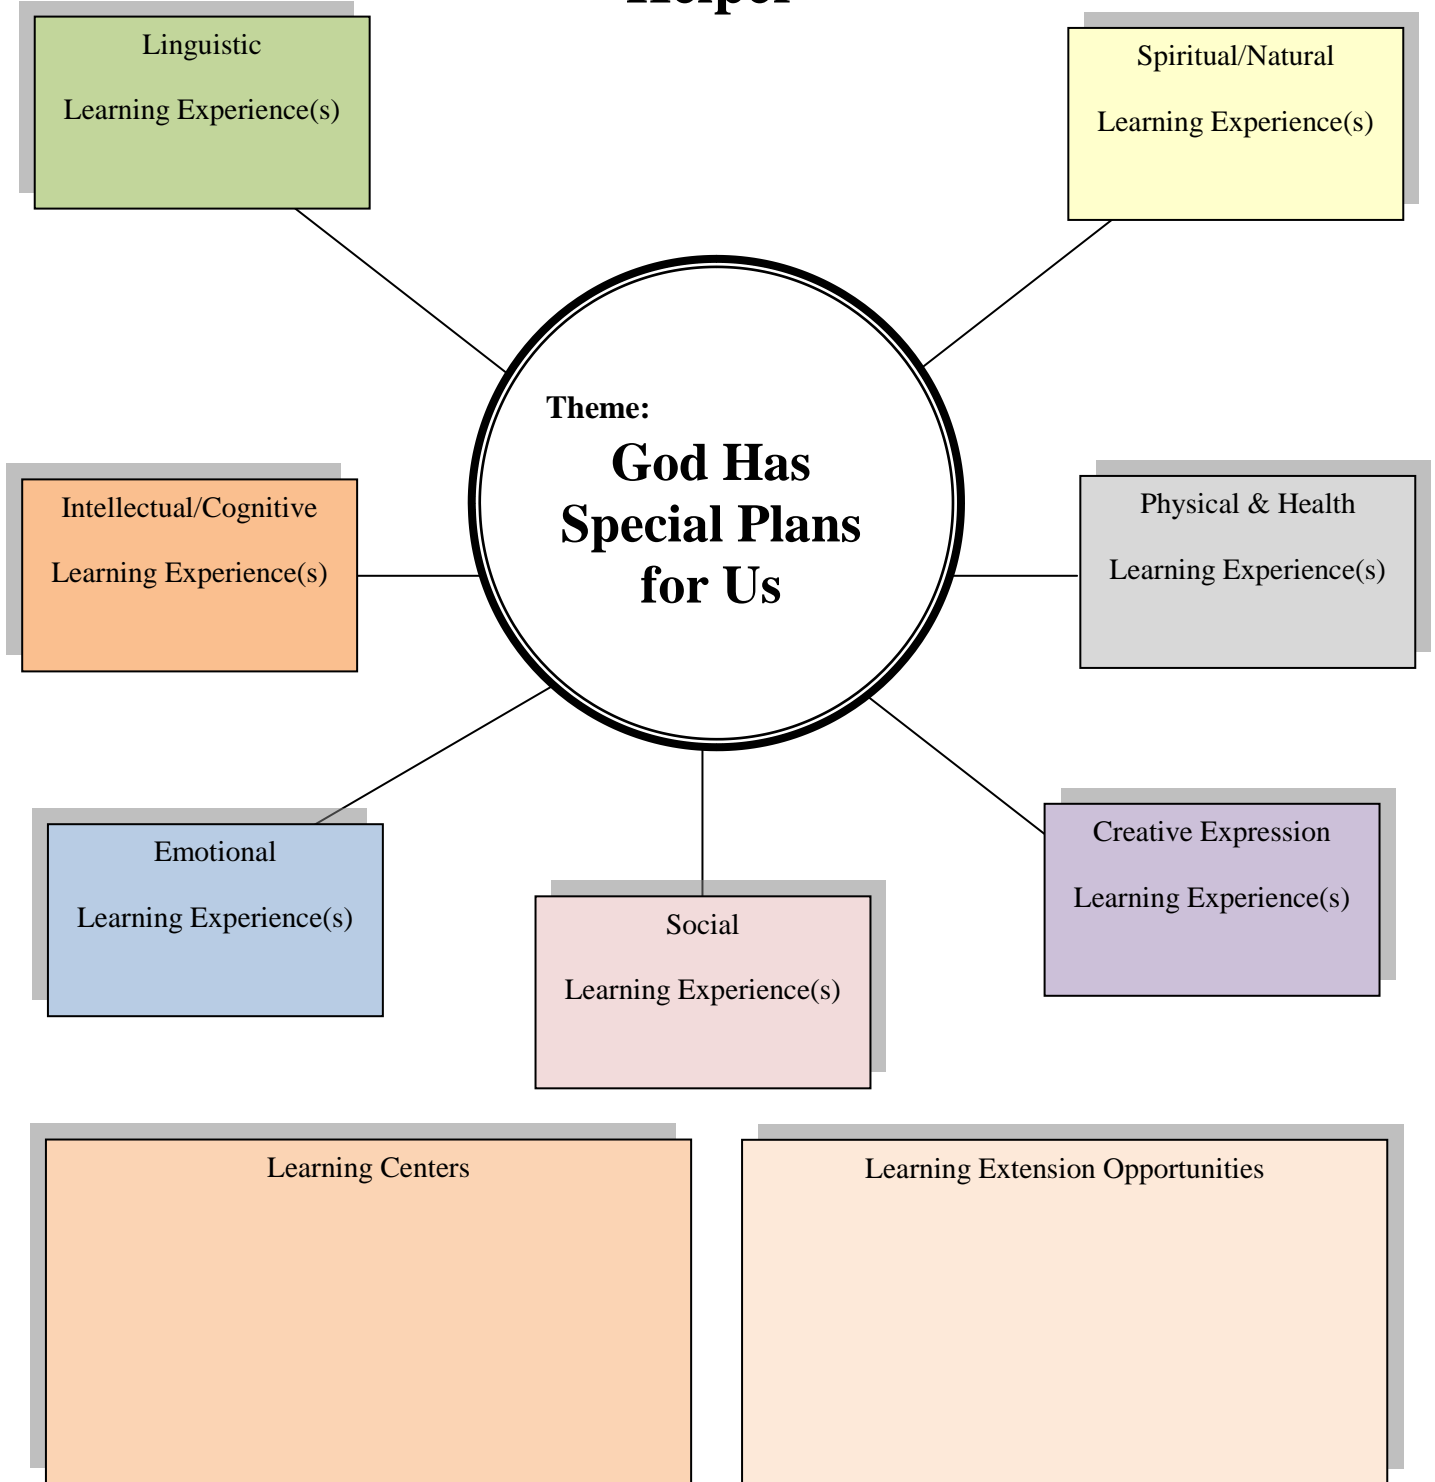 Helper
Linguistic
Learning Experience(s)
Spiritual/Natural
Learning Experience(s)
Theme:
God Has
Special Plans
for Us
Intellectual/Cognitive
Learning Experience(s)
Physical & Health
Learning Experience(s)
Emotional
Learning Experience(s)
Social
Learning Experience(s)
Creative Expression
Learning Experience(s)
Learning Centers
Learning Extension Opportunities